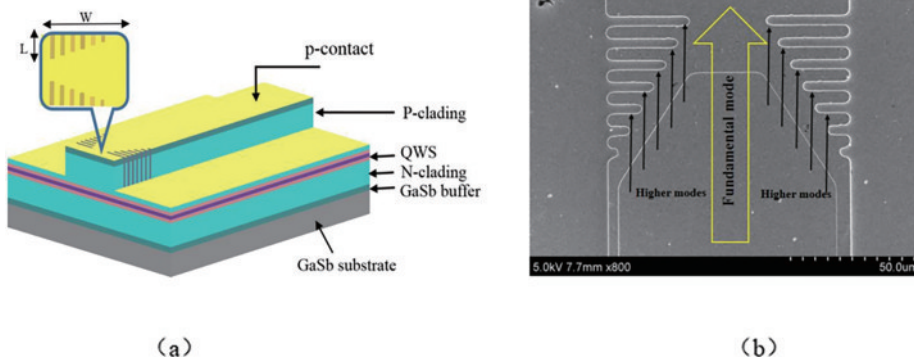 W
L
p-contact
P-clading
QWS
N-clading
GaSb buffer
GaSb substrate
(a)
Fundamental mode
Higher modes
Higher modes
5.0kV 7.7mm x800
50.0um
(b)